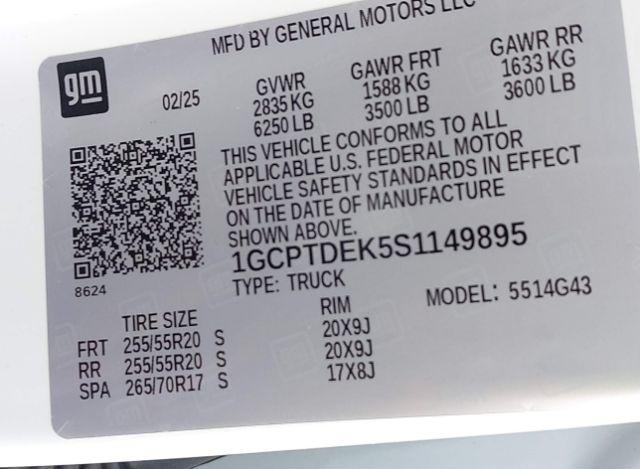 MFD BY GENERAL MOTORS LLC
gm
02/25
GVWR GAWR FRT GAWR RR
2835 KG 1588 KG 1633 KG
6250 LB 3500 LB 3600 LB
THIS VEHICLE CONFORMS TO ALL
APPLICABLE U.S. FEDERAL MOTOR
VEHICLE SAFETY STANDARDS IN EFFECT
ON THE DATE OF MANUFACTURE
SHOWN ABOVE.
1GCPTDEK5S1149895
8624
TYPE: TRUCK MODEL: 5514G43
TIRE SIZE RIM
FRT 255/55R20 S 20X9J
RR 255/55R20 S 20X9J
SPA 265/70R17 S 17X8J